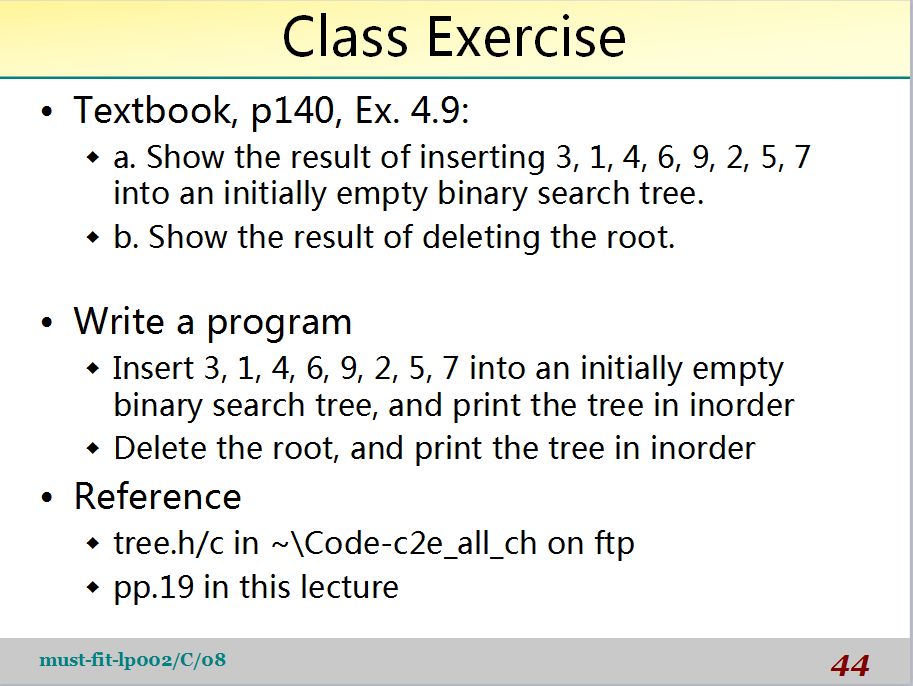 Class Exercise
• Textbook, p140, Ex. 4.9:
◆ a. Show the result of inserting 3, 1, 4, 6, 9, 2, 5, 7
into an initially empty binary search tree.
◆ b. Show the result of deleting the root.
• Write a program
◆ Insert 3, 1, 4, 6, 9, 2, 5, 7 into an initially empty
binary search tree, and print the tree in inorder
◆ Delete the root, and print the tree in inorder
• Reference
◆ tree.h/c in ~\Code-c2e_all_ch on ftp
◆ pp.19 in this lecture
must-fit-lp002/C/08
44